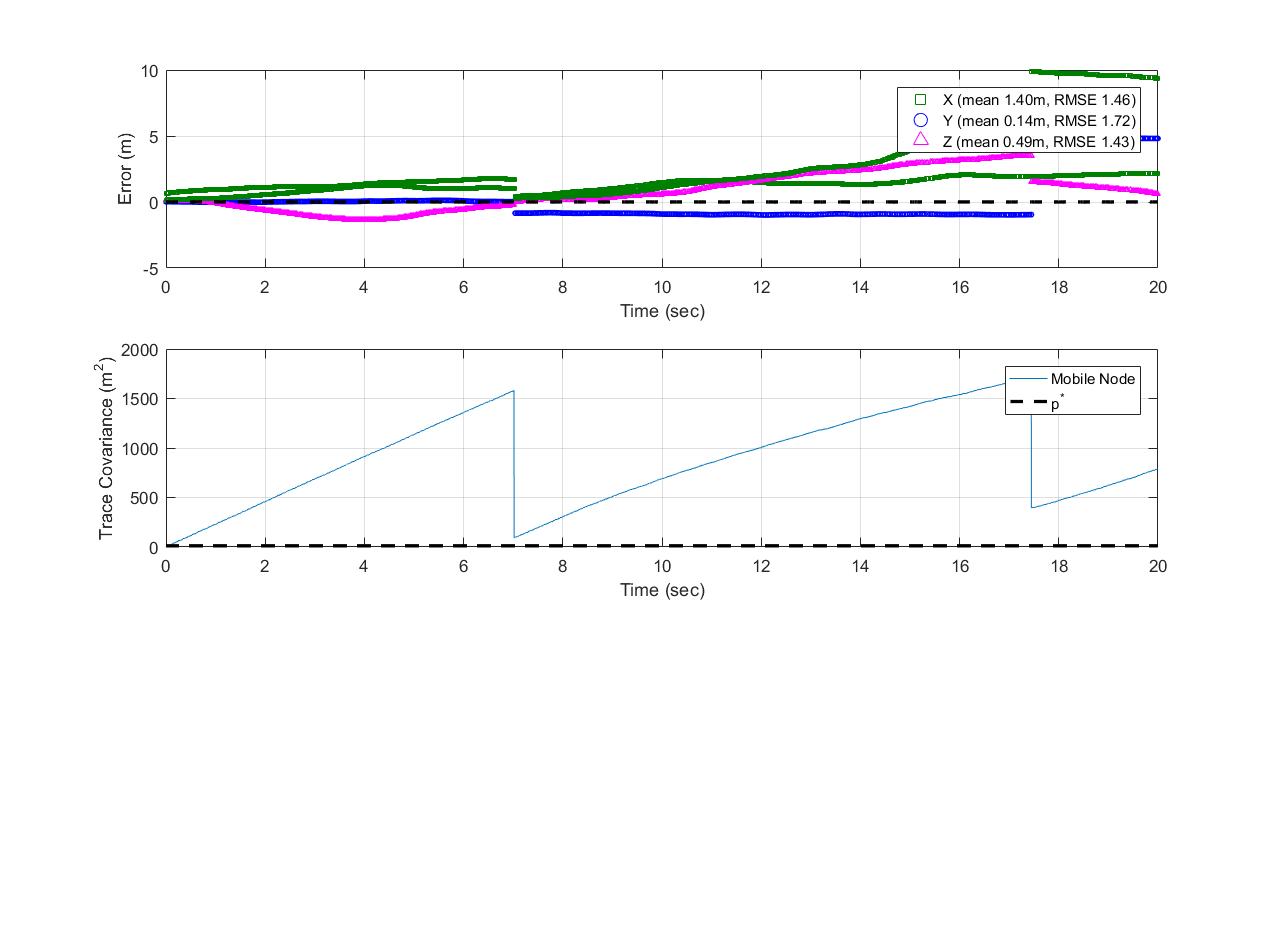 10
5
0
-5
Error (m)
X (mean 1.40m, RMSE 1.46)
Y (mean 0.14m, RMSE 1.72)
Z (mean 0.49m, RMSE 1.43)
0 2 4 6 8 10 12 14 16 18 20
Time (sec)
2000
1500
1000
500
0
Trace Covariance (m²)
Mobile Node
p*
0 2 4 6 8 10 12 14 16 18 20
Time (sec)